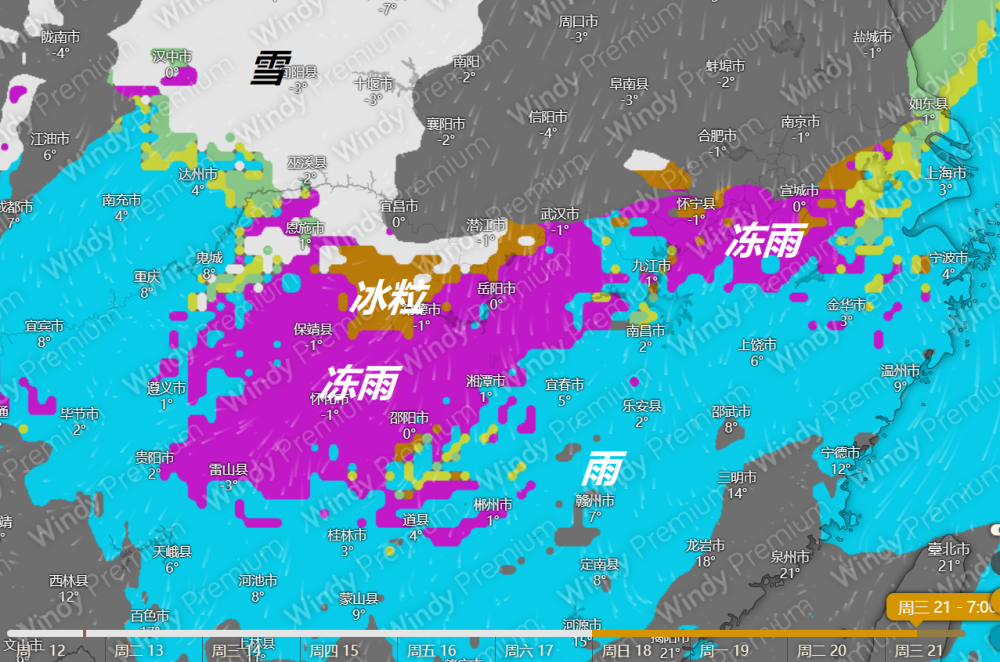 周口市
-3°
盐城市
-1°
陇南市
-4°
汉中市
0°
雪
旬阳县
-3°
十堰市
-3°
-7°
南阳
-2°
蚌埠市
-2°
阜南县
-3°
信阳市
-4°
襄阳市
-2°
合肥市
-1°
南京市
-1°
如东县
1°
江油市
6°
达州市
4°
巫溪县
-2°
上海市
3°
成都市
7°
南充市
4°
宜昌市
0°
恩施市
1°
潜江市
-1°
武汉市
-1°
怀宁县
-1°
宣城市
0°
冻雨
鬼城
8°
重庆
8°
九江市
1°
宁波市
4°
冰粒
-1°
岳阳市
0°
宜宾市
8°
保靖县
-1°
南昌市
2°
金华市
3°
上饶市
6°
冻雨
怀化市
-1°
遵义市
1°
湘潭市
1°
宜春市
5°
温州市
9°
毕节市
2°
邵阳市
0°
乐安县
2°
邵武市
8°
贵阳市
2°
雷山县
-3°
雨
宁德市
12°
三明市
14°
道县
4°
郴州市
1°
赣州市
7°
桂林市
3°
天峨县
6°
龙岩市
18°
泉州市
21°
臺北市
21°
西林县
12°
河池市
8°
定南县
8°
百色市
蒙山县
9°
河源市
15°
揭阳市
21°
文山市
上林县
周三 21 - 7:00
12
周二 13
周三 14
周四 15
周五 16
周六 17
周日 18
周一 19
周二 20
周三 21
Windy Premium